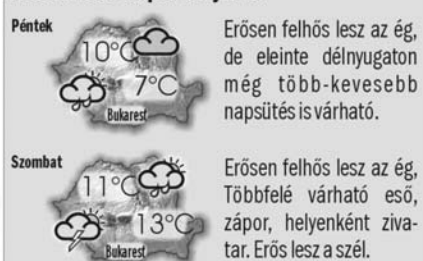 Péntek
10°C
7°C
Bukarest
Erősen felhős lesz az ég,
de eleinte délnyugaton
még több-kevesebb
napsütés is várható.
Szombat
11°C
13°C
Bukarest
Erősen felhős lesz az ég,
Többfelé várható eső,
zápor, helyenként ziva-
tar. Erős lesz a szél.